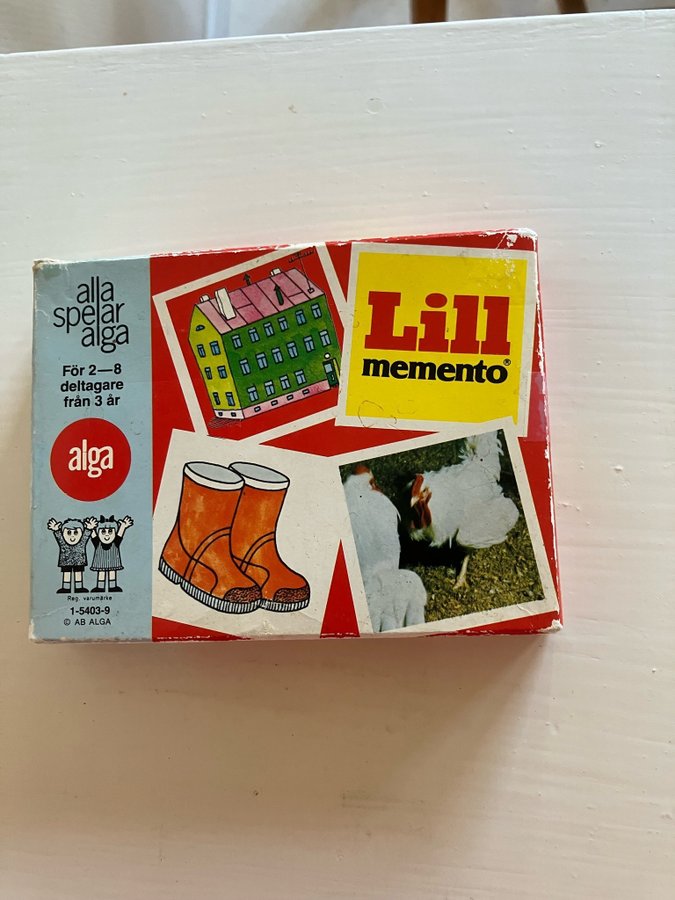 alla
spelar
alga
För 2—8
deltagare
från 3 år
alga
Reg. varumärke
1-5403-9
© AB ALGA
Lill
memento®